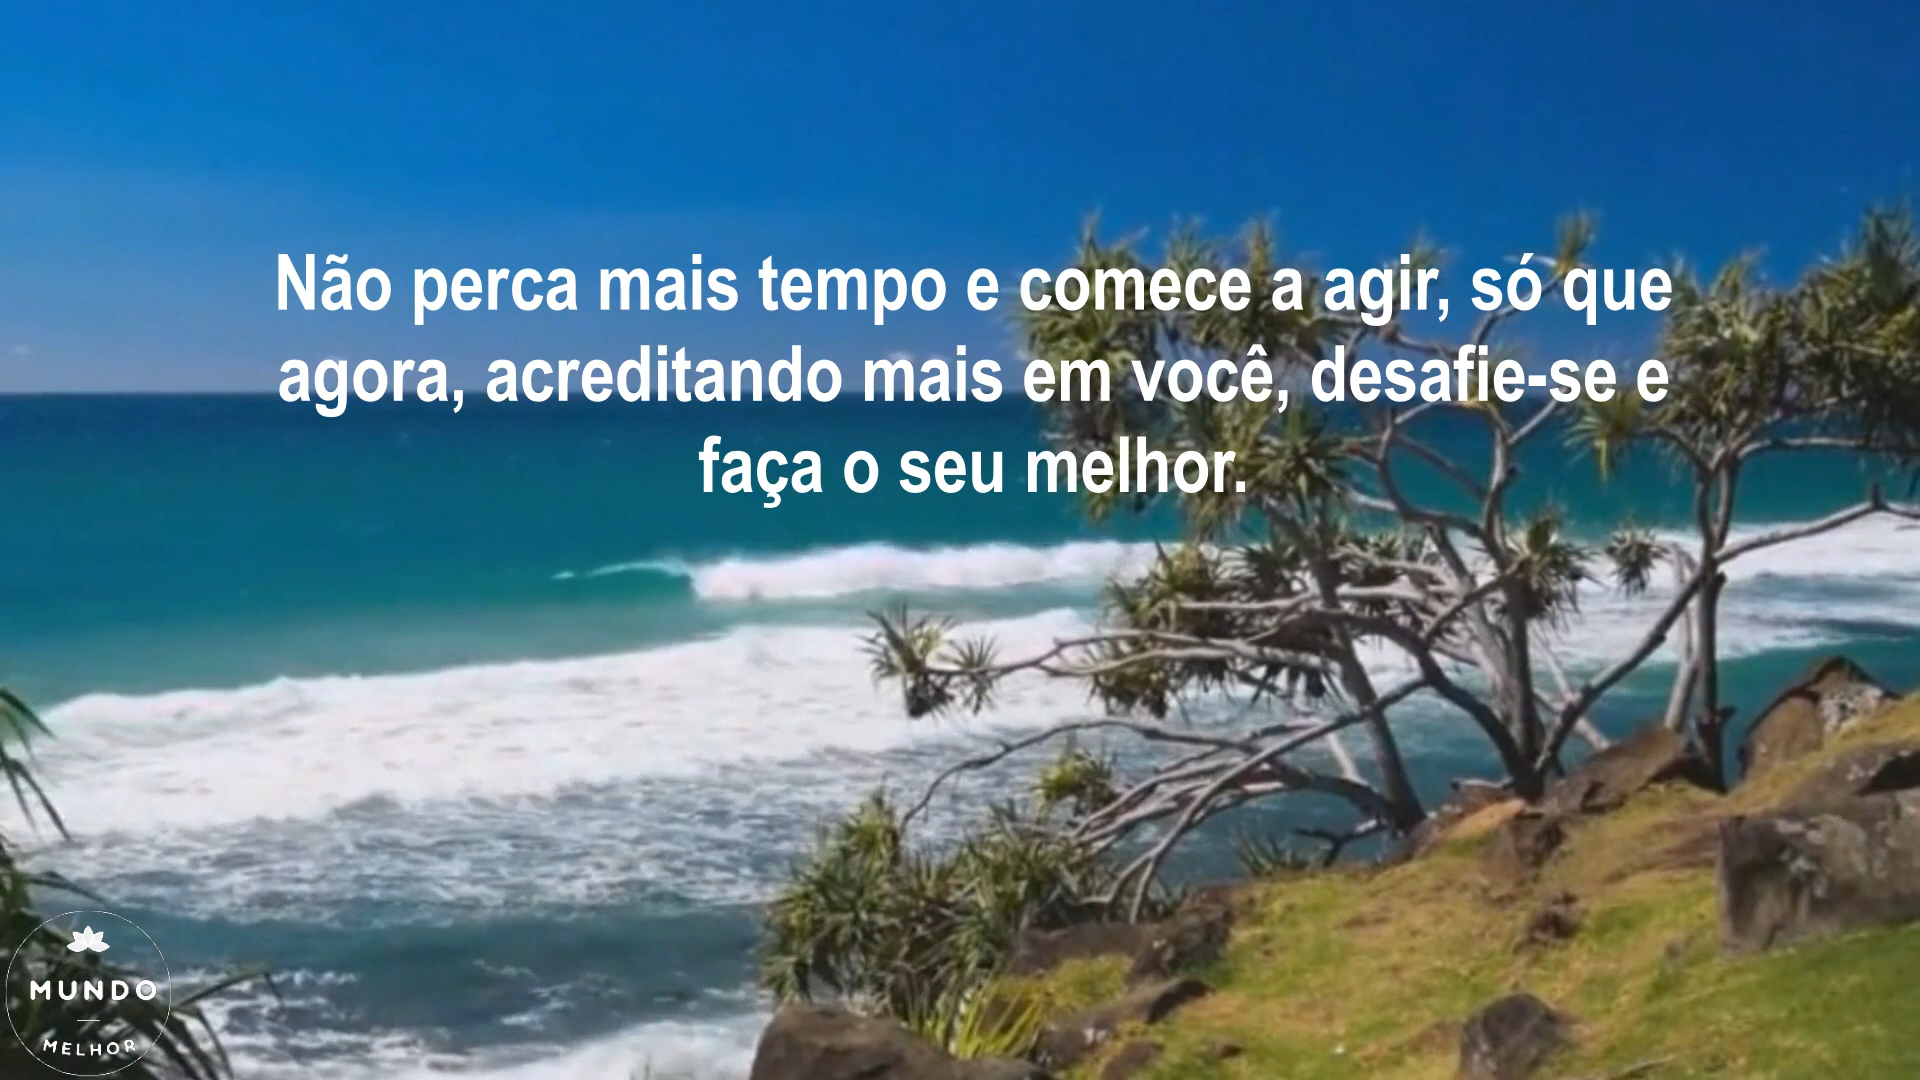 Não perca mais tempo e comece a agir, só que
agora, acreditando mais em você, desafie-se e
faça o seu melhor.
MUNDO
MELHOR